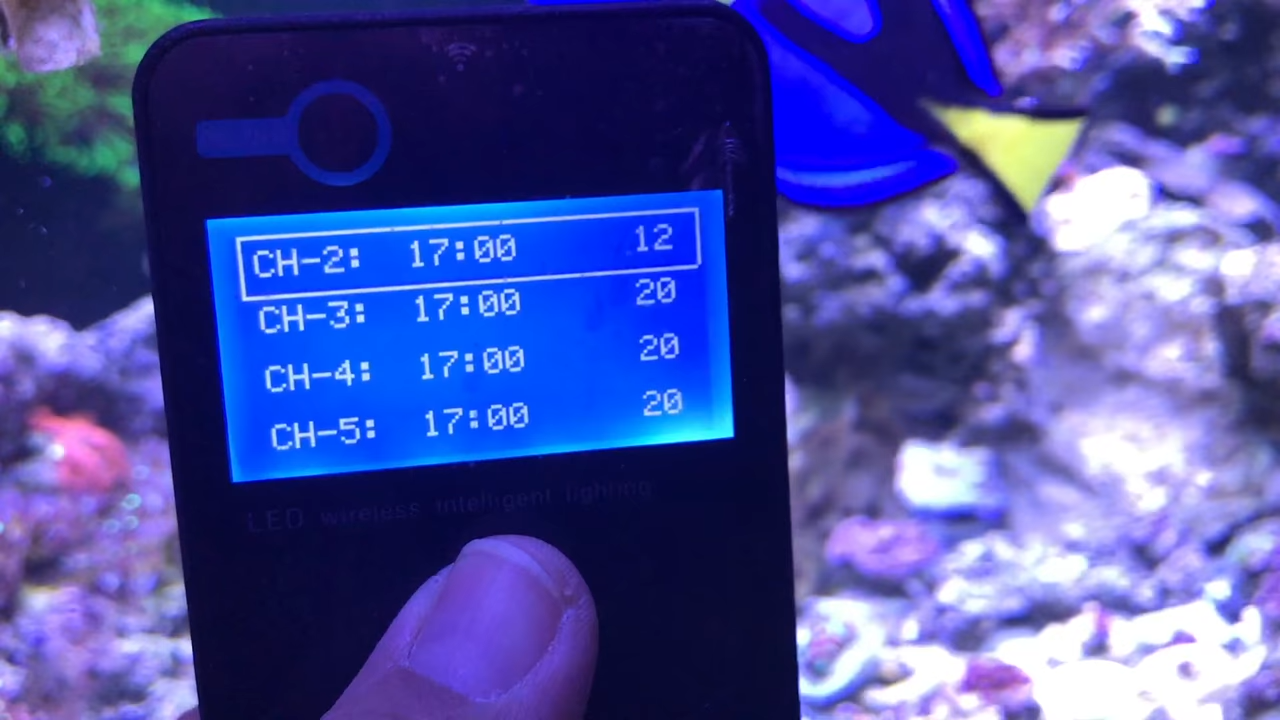 CH-2: 17:00 12
CH-3: 17:00 20
CH-4: 17:00 20
CH-5: 17:00 20
LED wireless intelligent lighting